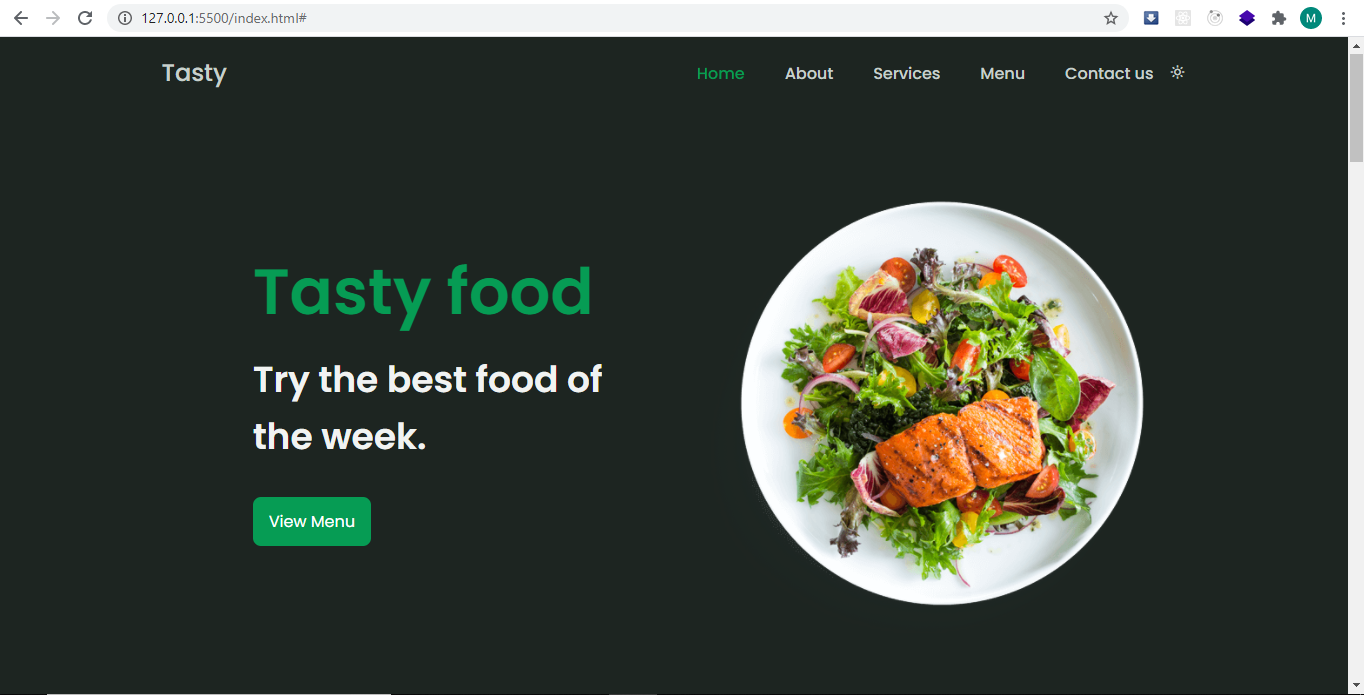 127.0.0.1:5500/index.html#
M
Tasty
Home About Services Menu Contact us
Tasty food
Try the best food of
the week.
View Menu